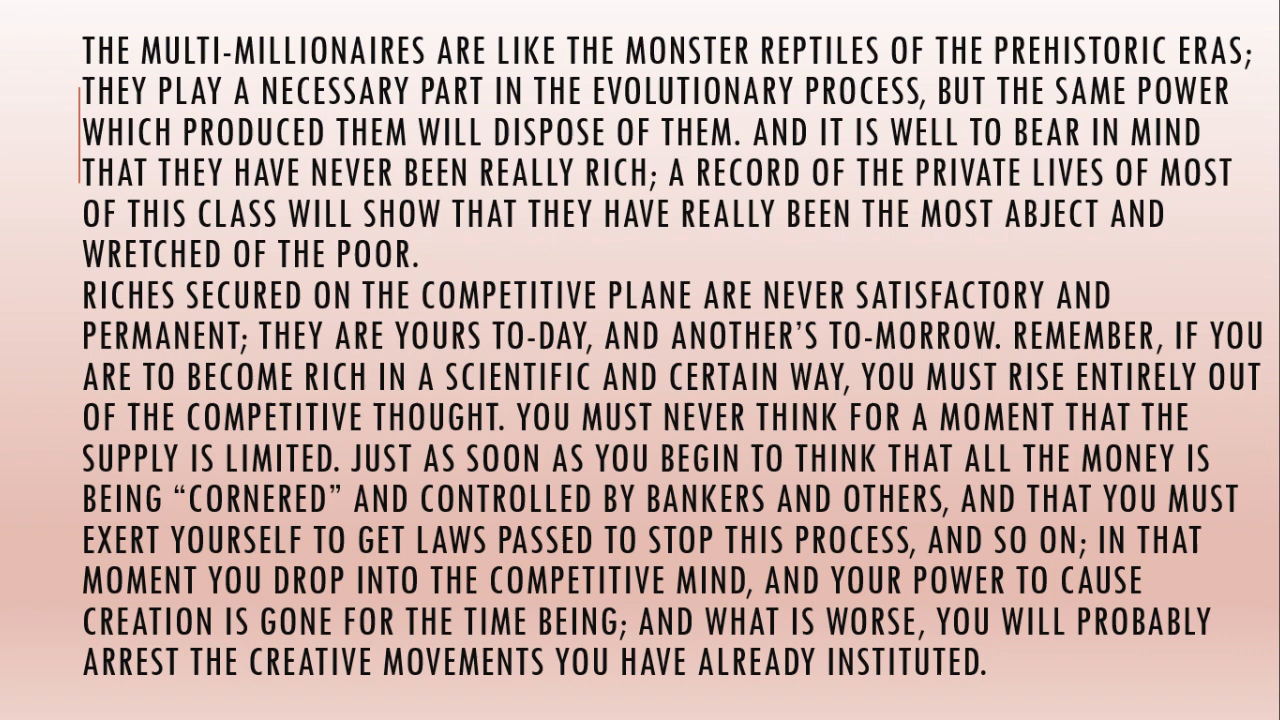 THE MULTI-MILLIONAIRES ARE LIKE THE MONSTER REPTILES OF THE PREHISTORIC ERAS;
THEY PLAY A NECESSARY PART IN THE EVOLUTIONARY PROCESS, BUT THE SAME POWER
WHICH PRODUCED THEM WILL DISPOSE OF THEM. AND IT IS WELL TO BEAR IN MIND
THAT THEY HAVE NEVER BEEN REALLY RICH; A RECORD OF THE PRIVATE LIVES OF MOST
OF THIS CLASS WILL SHOW THAT THEY HAVE REALLY BEEN THE MOST ABJECT AND
WRETCHED OF THE POOR.
RICHES SECURED ON THE COMPETITIVE PLANE ARE NEVER SATISFACTORY AND
PERMANENT; THEY ARE YOURS TO-DAY, AND ANOTHER’S TO-MORROW. REMEMBER, IF YOU
ARE TO BECOME RICH IN A SCIENTIFIC AND CERTAIN WAY, YOU MUST RISE ENTIRELY OUT
OF THE COMPETITIVE THOUGHT. YOU MUST NEVER THINK FOR A MOMENT THAT THE
SUPPLY IS LIMITED. JUST AS SOON AS YOU BEGIN TO THINK THAT ALL THE MONEY IS
BEING “CORNERED” AND CONTROLLED BY BANKERS AND OTHERS, AND THAT YOU MUST
EXERT YOURSELF TO GET LAWS PASSED TO STOP THIS PROCESS, AND SO ON; IN THAT
MOMENT YOU DROP INTO THE COMPETITIVE MIND, AND YOUR POWER TO CAUSE
CREATION IS GONE FOR THE TIME BEING; AND WHAT IS WORSE, YOU WILL PROBABLY
ARREST THE CREATIVE MOVEMENTS YOU HAVE ALREADY INSTITUTED.